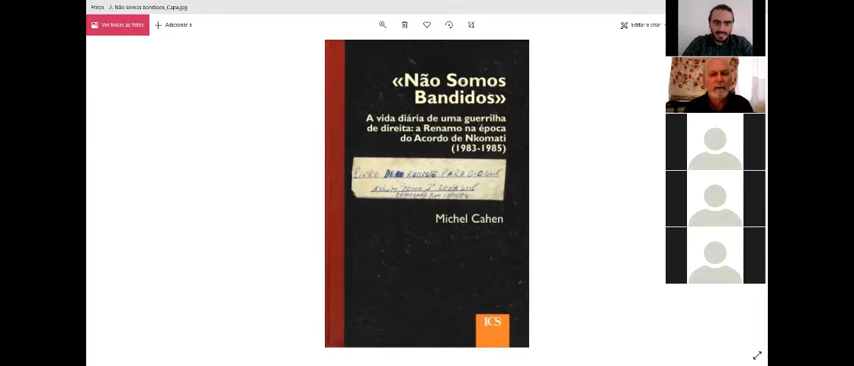 Fotos - J. Não somos bandidos_Capa.jpg
Ver todas as fotos
Adicionar a
Editar e criar
«Não Somos
Bandidos»
A vida diária de uma guerrilha
de direita: a Renamo na época
do Acordo de Nkomati
(1983-1985)
PARA
Michel Cahen
ICS